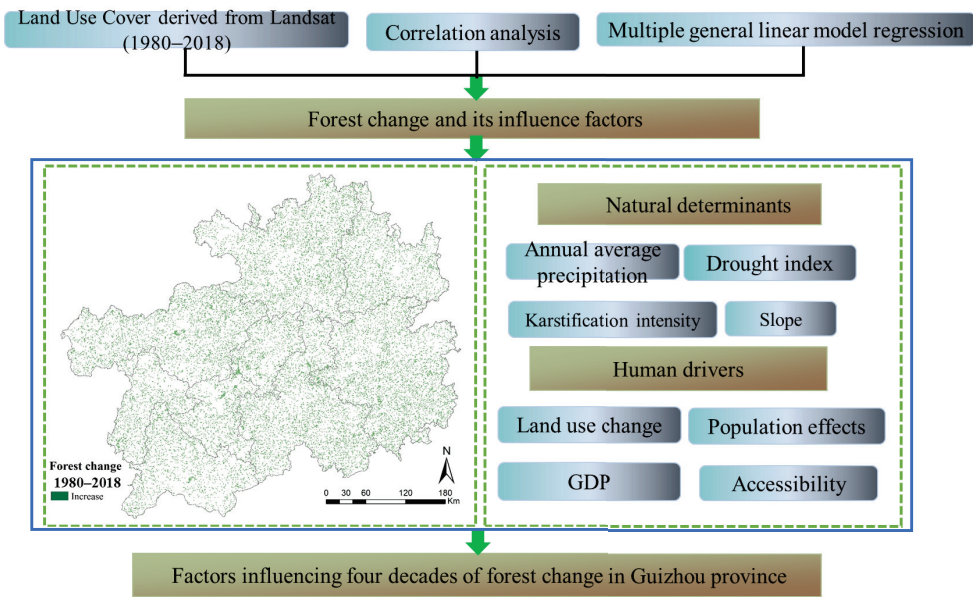 Land Use Cover derived from Landsat
(1980–2018)
Correlation analysis
Multiple general linear model regression
Forest change and its influence factors
Forest change
1980–2018
Increase
N
0 30 60 120 180
Km
Natural determinants
Annual average
precipitation
Drought index
Karstification intensity
Slope
Human drivers
Land use change
Population effects
GDP
Accessibility
Factors influencing four decades of forest change in Guizhou province